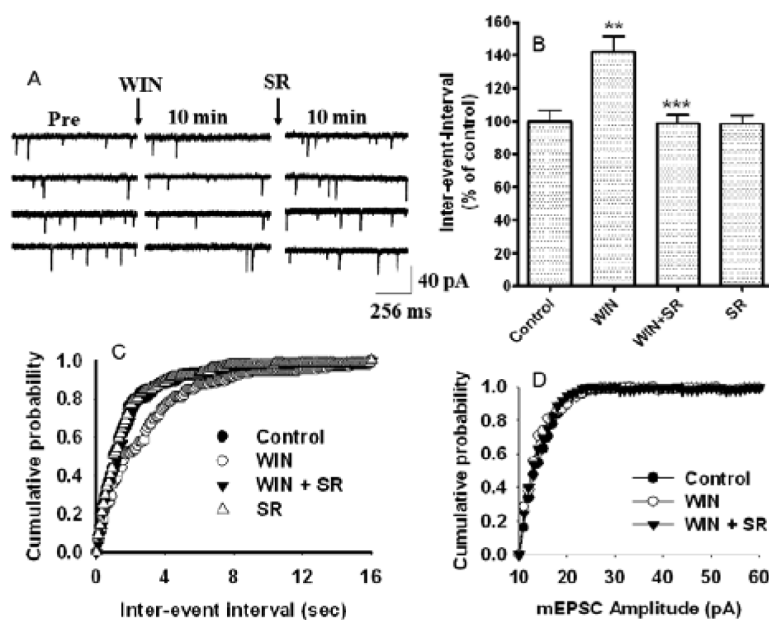 A
WIN
SR
Pre
10 min
10 min
40 pA
256 ms
B
Inter-event-Interval
(% of control)
160
140
120
100
80
60
40
20
0
**
***
Control
WIN
WIN+SR
SR
C
Cumulative probability
1.0
0.8
0.6
0.4
0.2
0.0
Control
WIN
WIN + SR
SR
0
4
8
12
16
Inter-event interval (sec)
D
Cumulative probability
1.0
0.8
0.6
0.4
0.2
0.0
Control
WIN
WIN + SR
10
20
30
40
50
60
mEPSC Amplitude (pA)